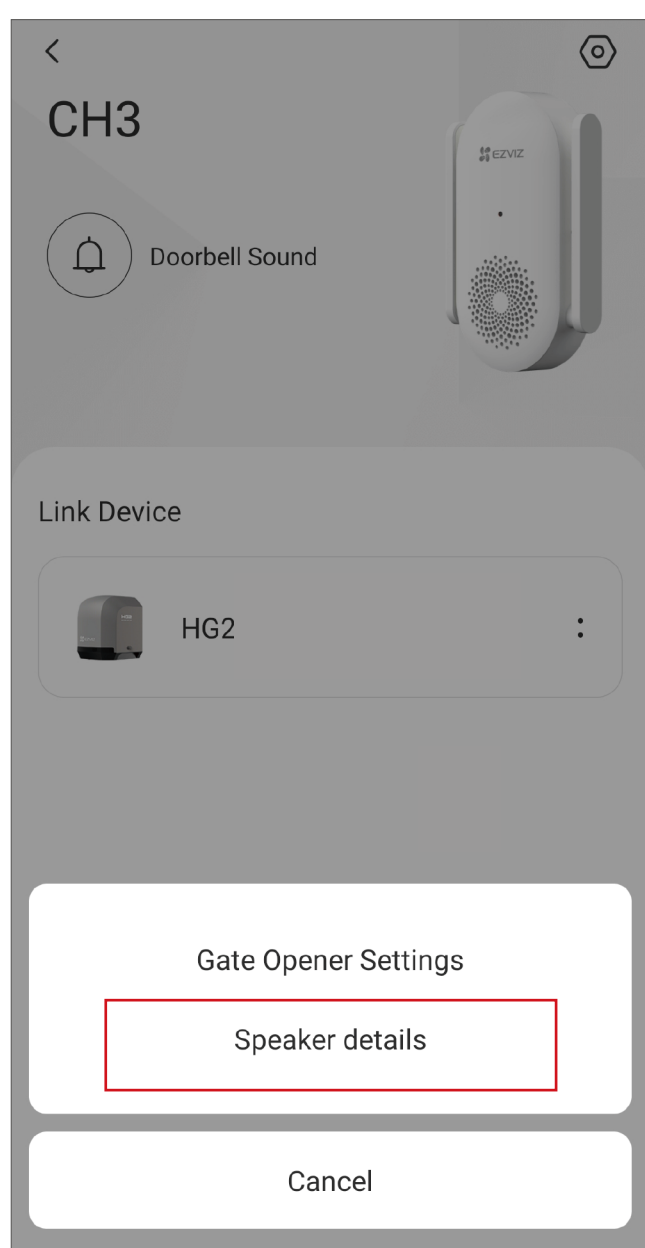 CH3
EZVIZ
Doorbell Sound
Link Device
HG2
Gate Opener Settings
Speaker details
Cancel